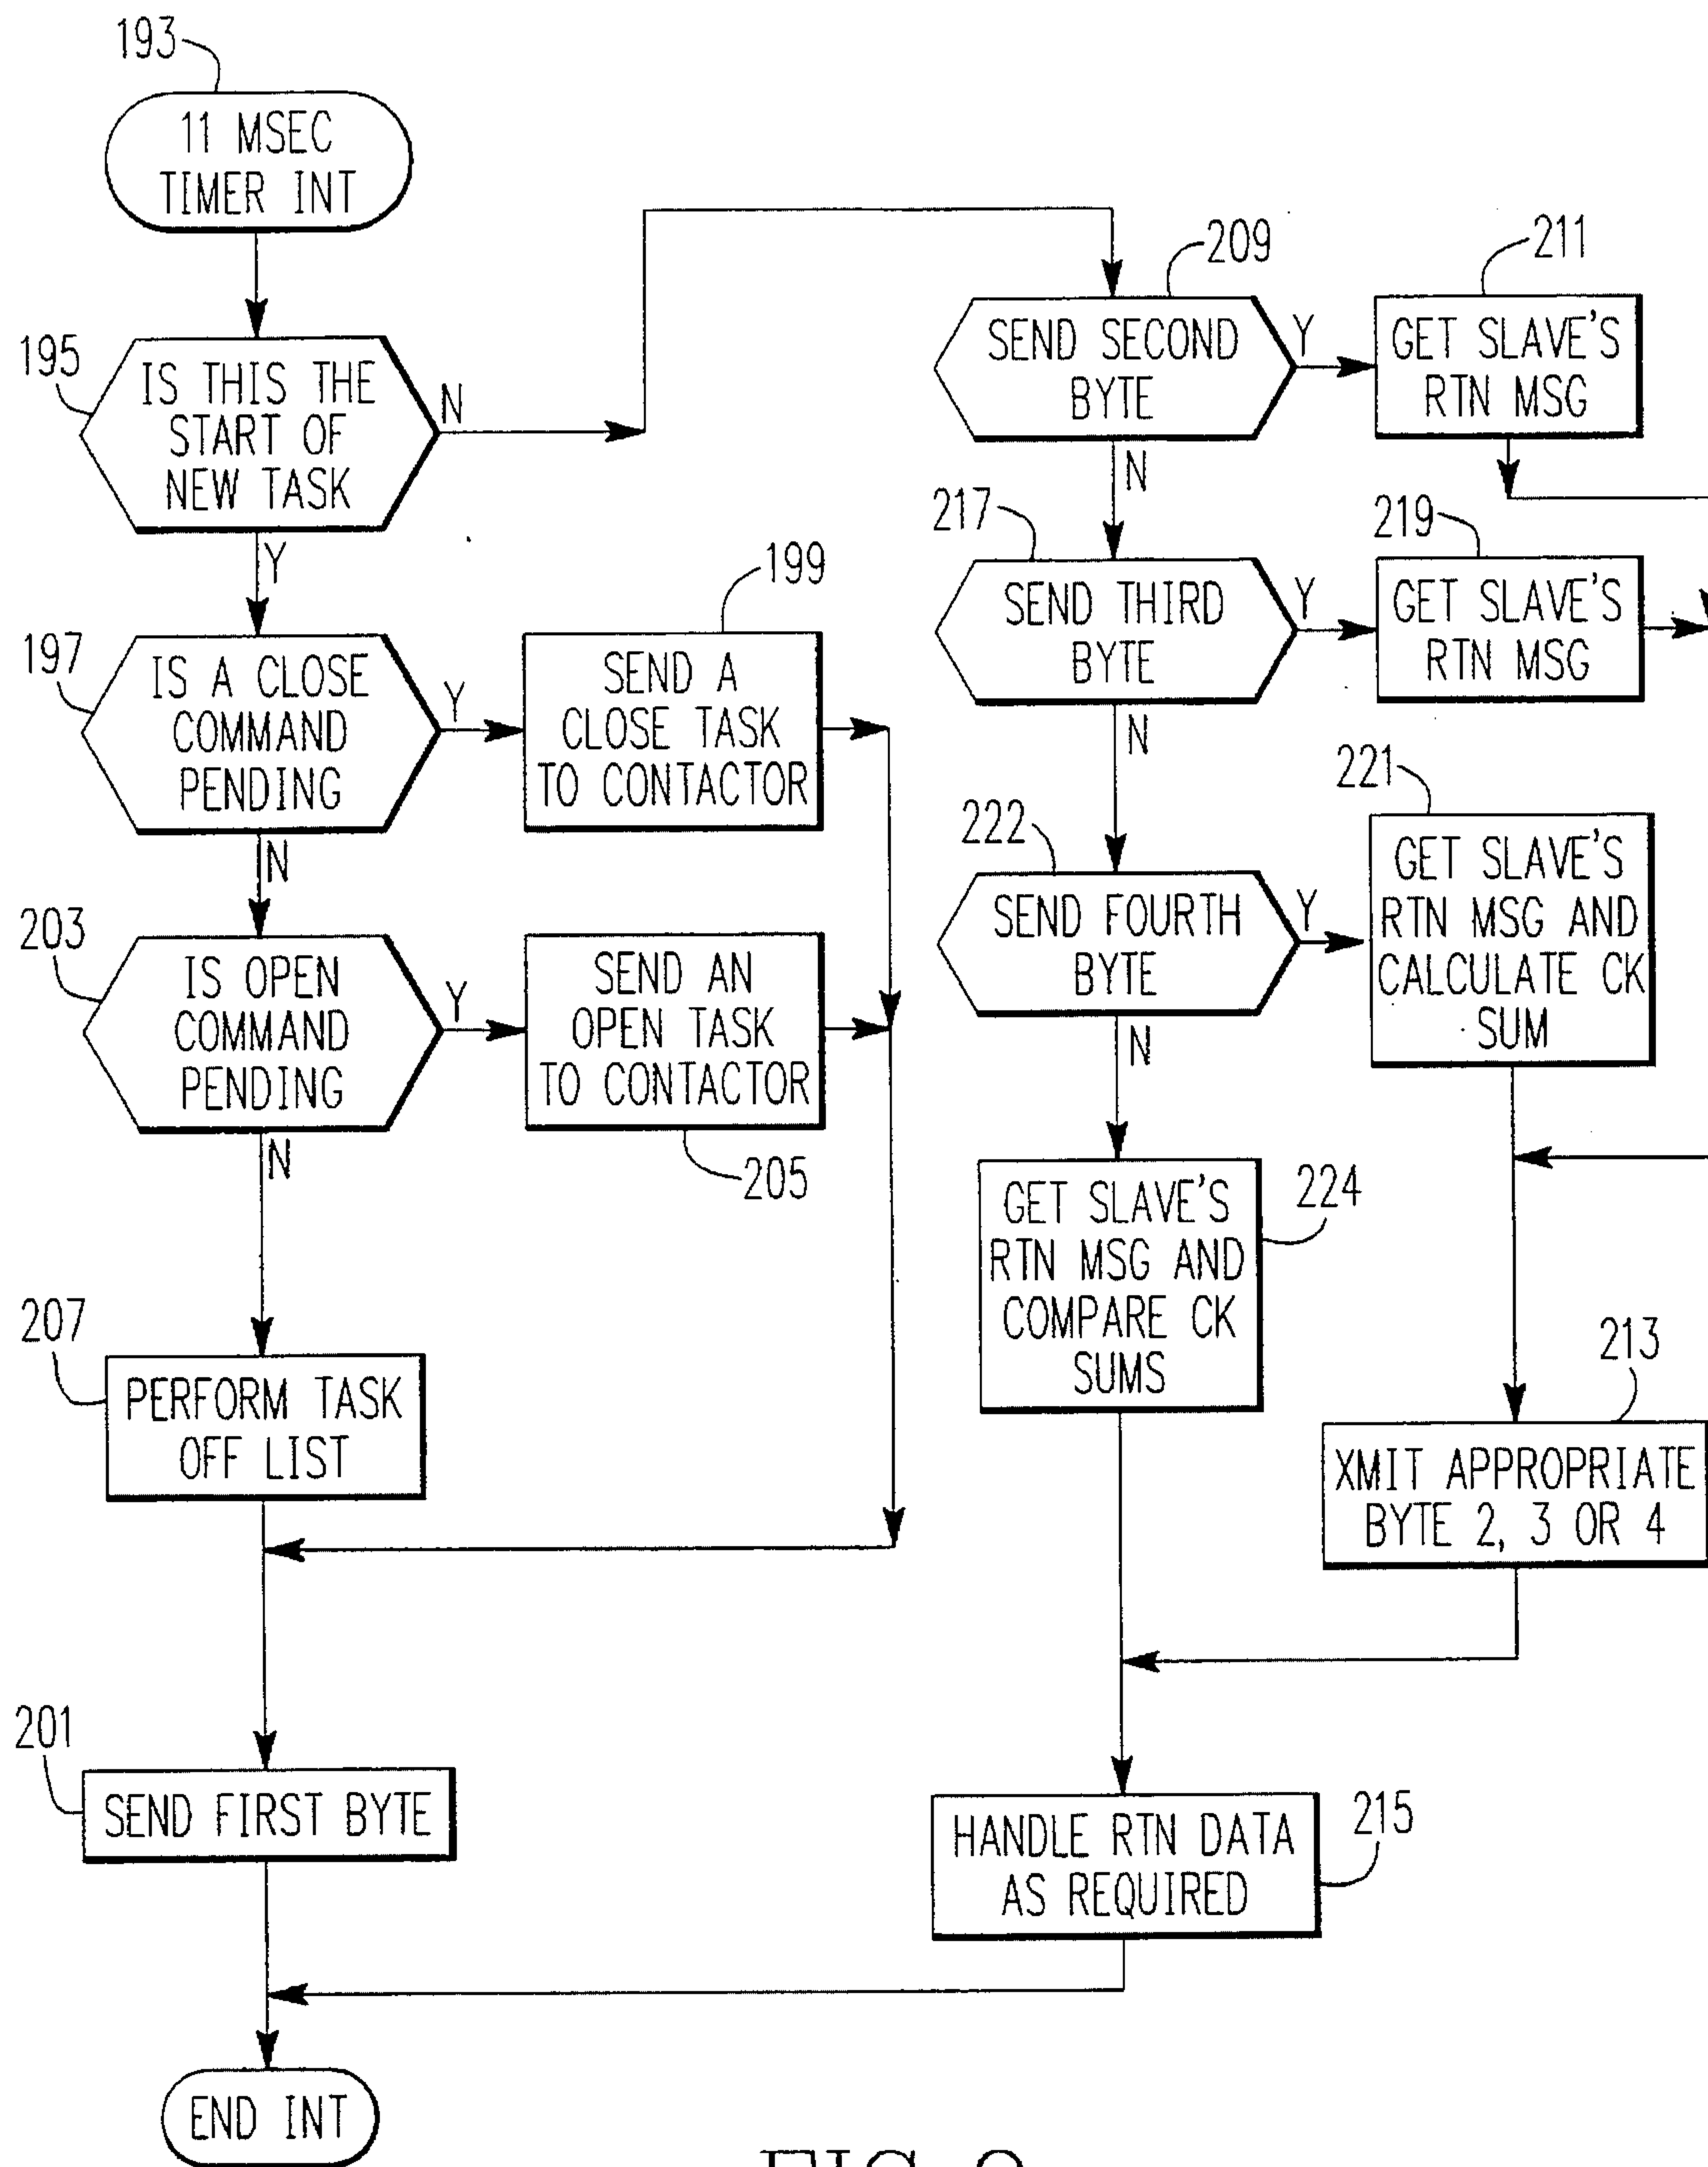 193
11 MSEC
TIMER INT
195
IS THIS THE
START OF
NEW TASK
N
Y
197
IS A CLOSE
COMMAND
PENDING
Y
N
199
SEND A
CLOSE TASK
TO CONTACTOR
203
IS OPEN
COMMAND
PENDING
Y
N
SEND AN
OPEN TASK
TO CONTACTOR
205
207
PERFORM TASK
OFF LIST
201
SEND FIRST BYTE
END INT
209
SEND SECOND
BYTE
Y
N
211
GET SLAVE'S
RTN MSG
217
SEND THIRD
BYTE
Y
N
219
GET SLAVE'S
RTN MSG
222
SEND FOURTH
BYTE
Y
N
221
GET SLAVE'S
RTN MSG AND
CALCULATE CK
SUM
224
GET SLAVE'S
RTN MSG AND
COMPARE CK
SUMS
213
XMIT APPROPRIATE
BYTE 2, 3 OR 4
215
HANDLE RTN DATA
AS REQUIRED